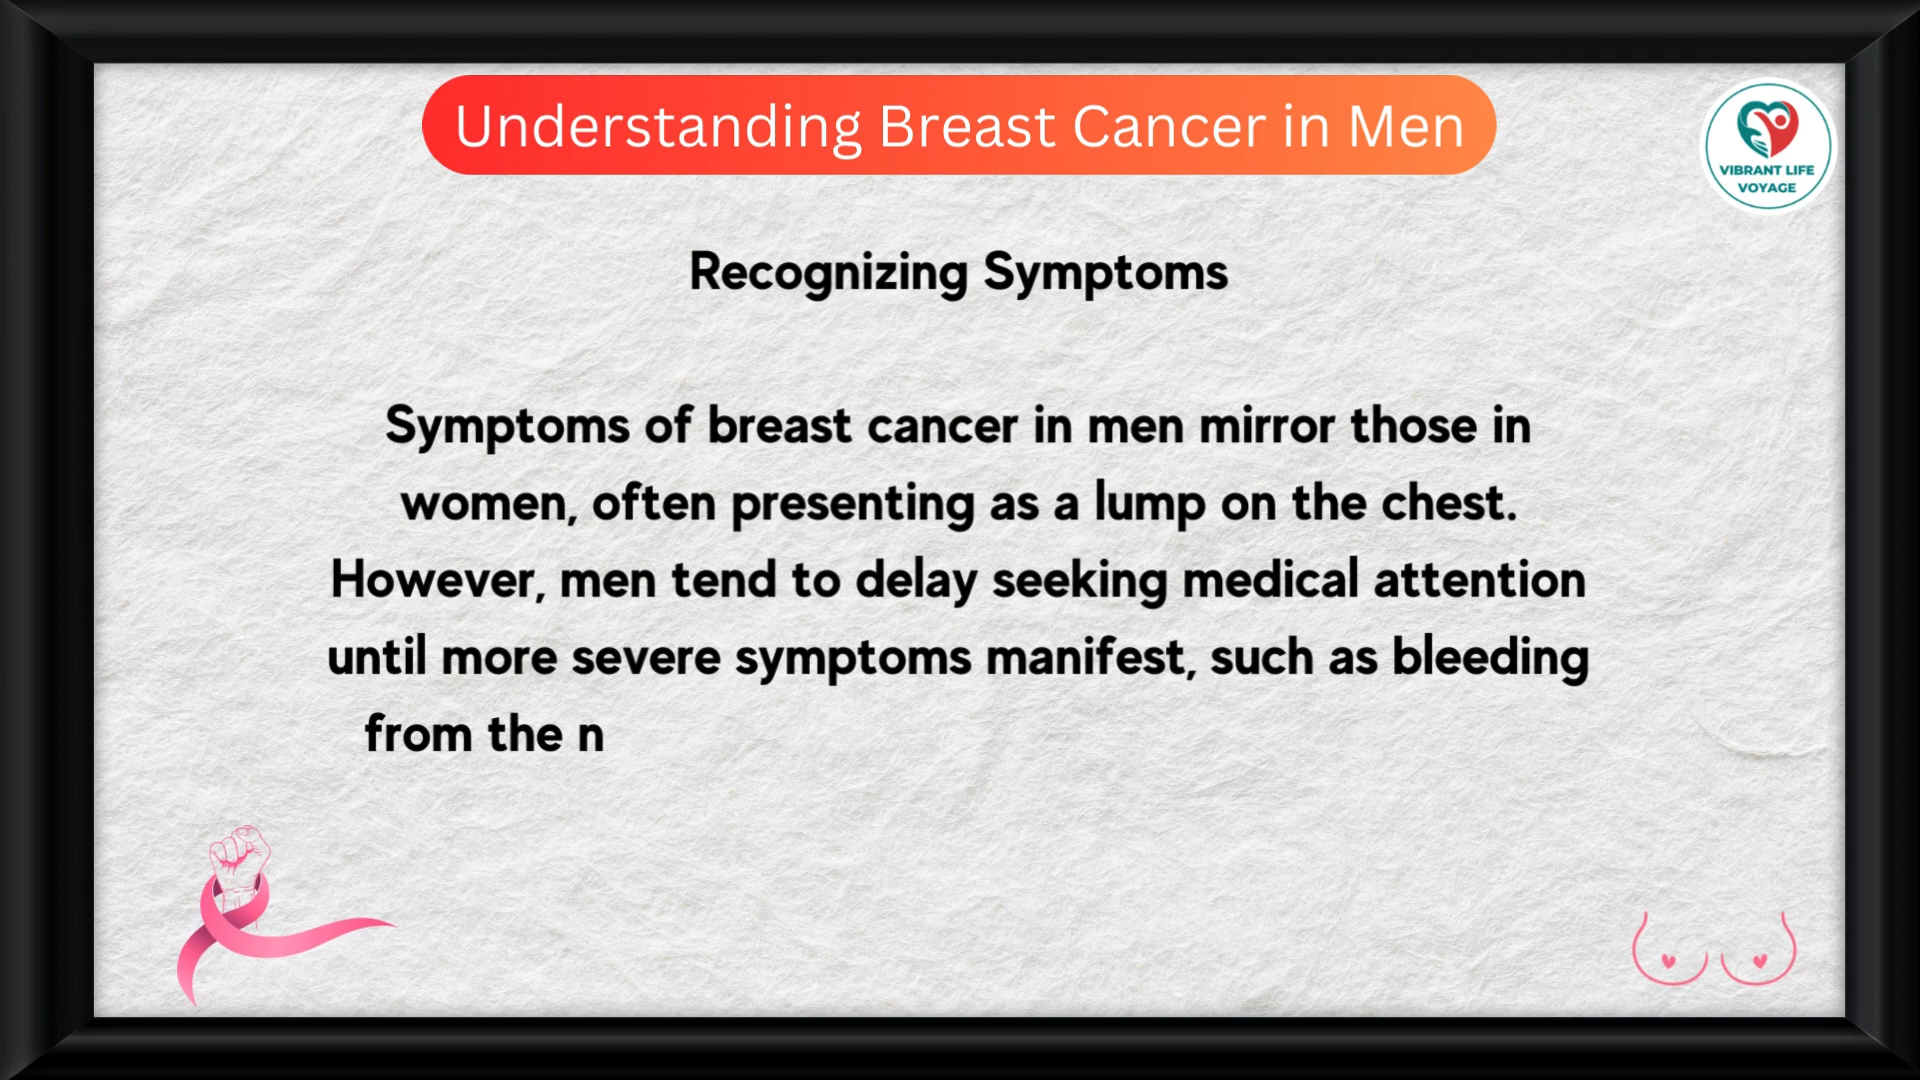 Understanding Breast Cancer in Men
VIBRANT LIFE
VOYAGE
Recognizing Symptoms
Symptoms of breast cancer in men mirror those in
women, often presenting as a lump on the chest.
However, men tend to delay seeking medical attention
until more severe symptoms manifest, such as bleeding
from the n